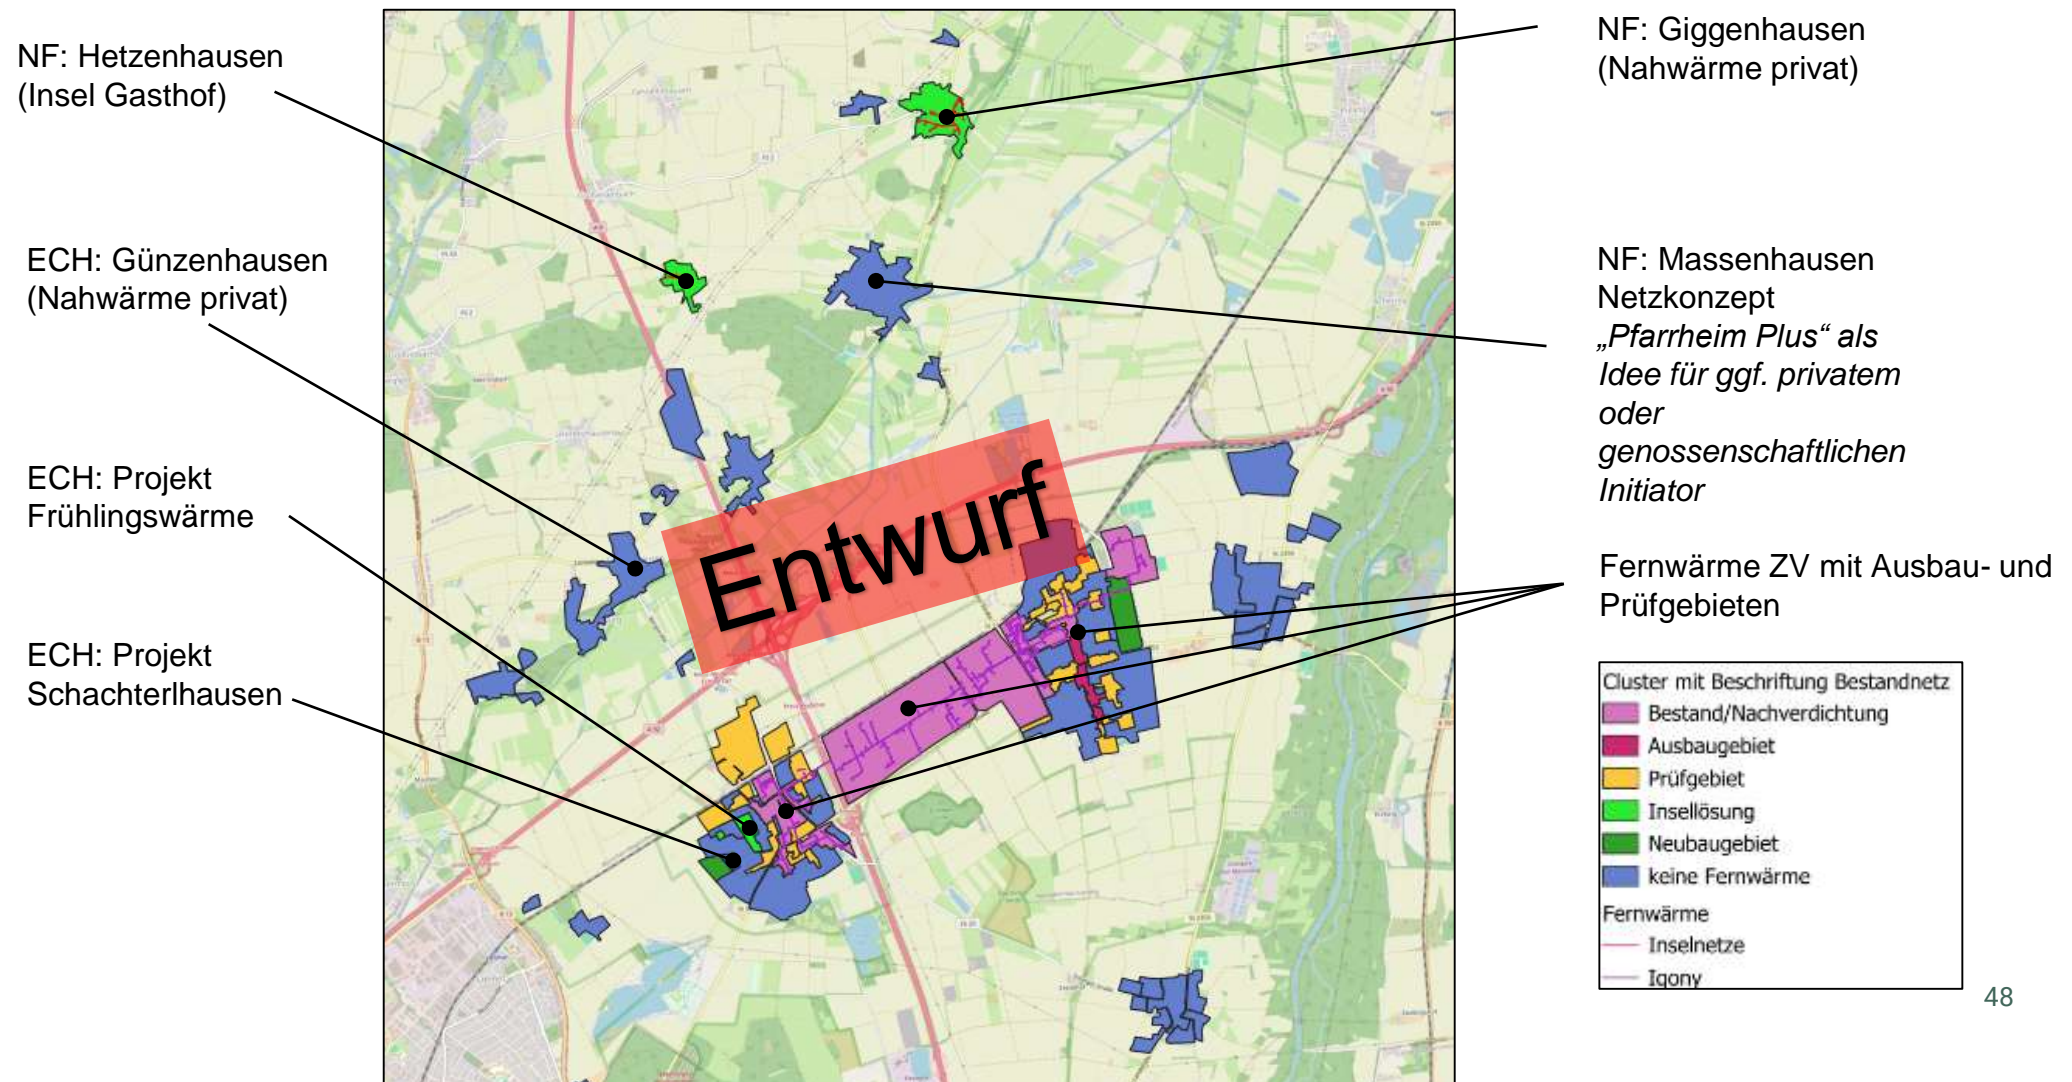 NF: Hetzenhausen
(Insel Gasthof)
ECH: Günzenhausen
(Nahwärme privat)
ECH: Projekt
Frühlingswärme
ECH: Projekt
Schachterlhausen
Entwurf
NF: Giggenhausen
(Nahwärme privat)
NF: Massenhausen
Netzkonzept
„Pfarrheim Plus“ als
Idee für ggf. privatem
oder
genossenschaftlichen
Initiator
Fernwärme ZV mit Ausbau- und
Prüfgebieten
Cluster mit Beschriftung Bestandnetz
Bestand/Nachverdichtung
Ausbaugebiet
Prüfgebiet
Insellösung
Neubaugebiet
keine Fernwärme
Fernwärme
Inselnetze
Iqony
48